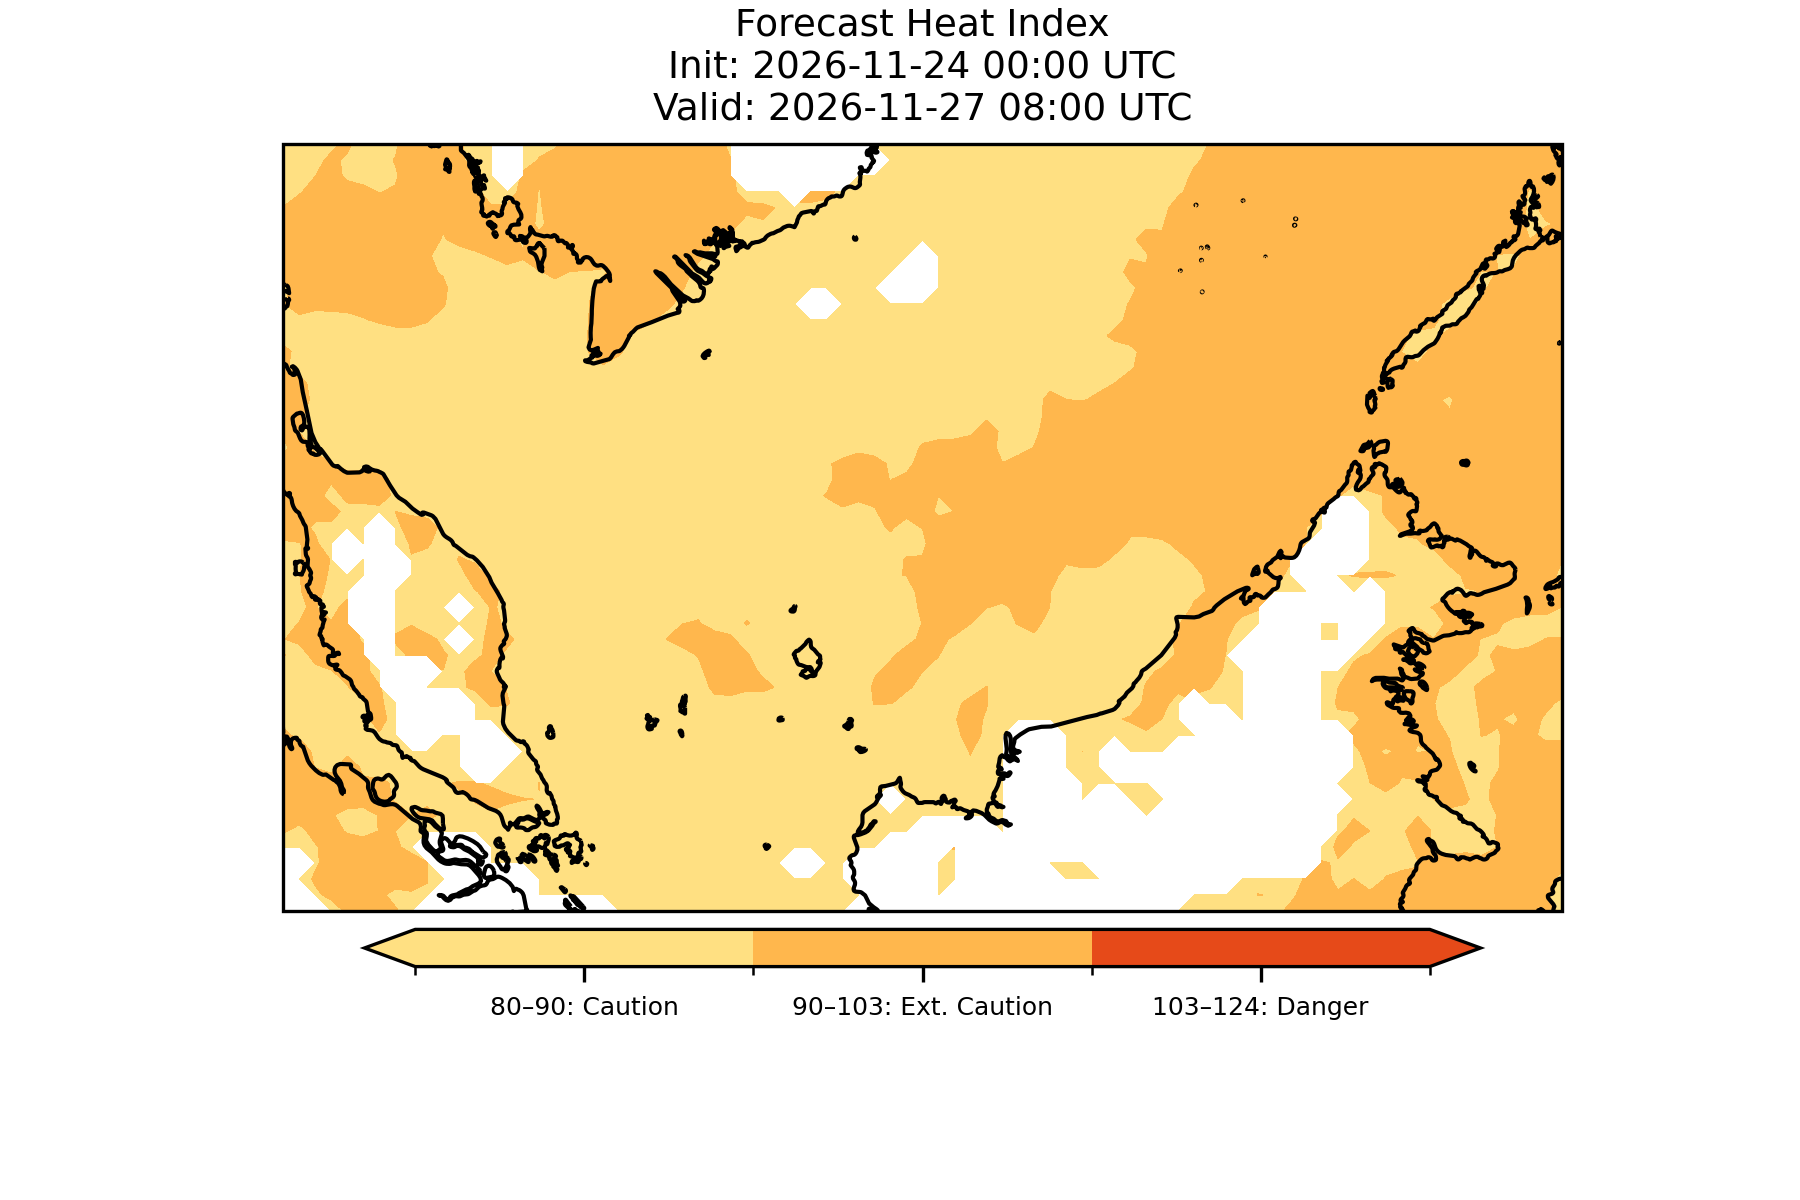 Forecast Heat Index
Init: 2026-11-24 00:00 UTC
Valid: 2026-11-27 08:00 UTC
80–90: Caution
90–103: Ext. Caution
103–124: Danger